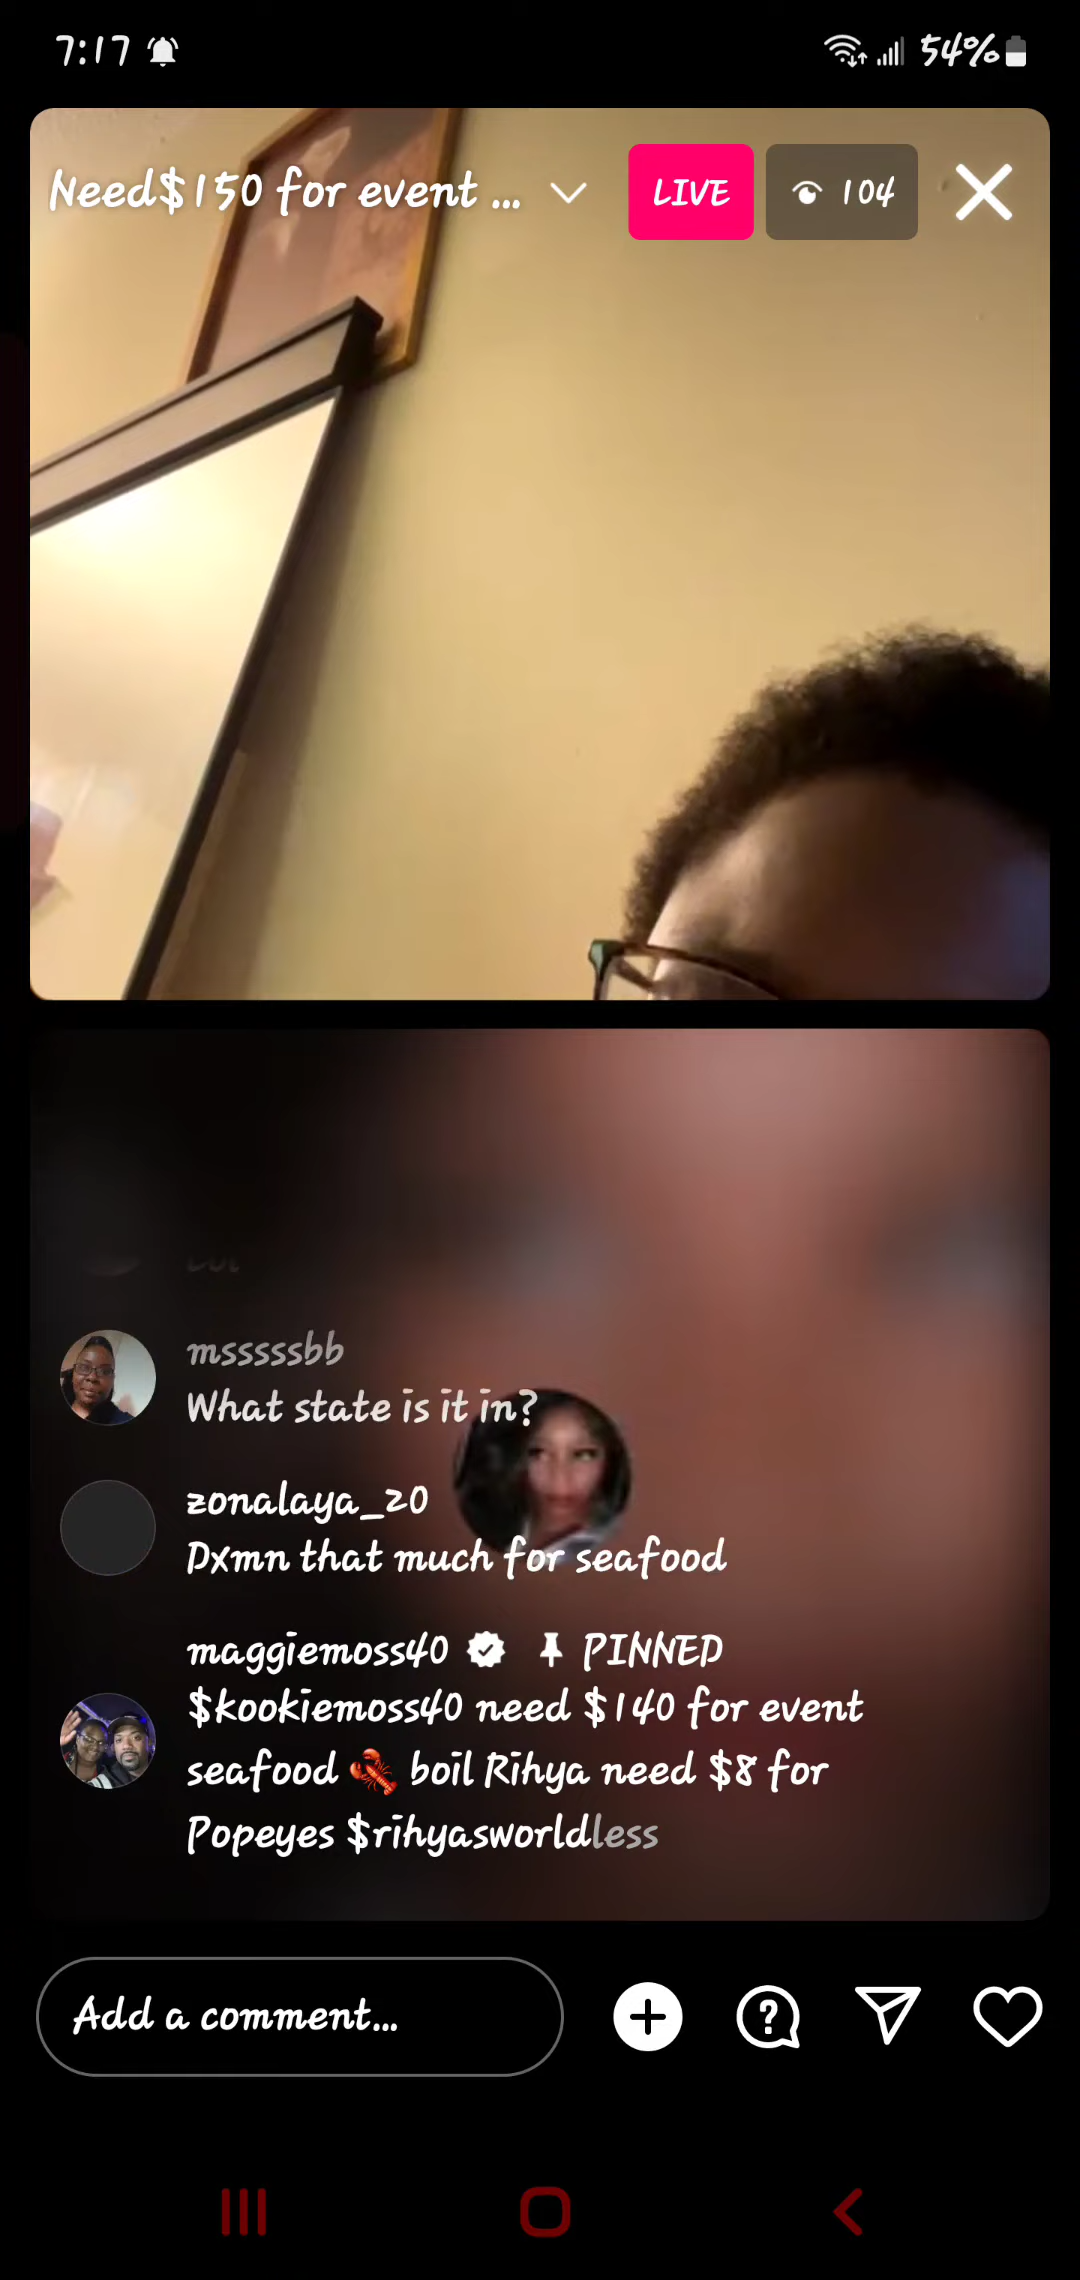 7:17 54%
Need$150 for event ... LIVE 104
msssssbb
What state is it in?
zonalaya_20
Dxmn that much for seafood
maggiemoss40 PINNED
$kookiemoss40 need $140 for event
seafood 🦞 boil Rihya need $8 for
Popeyes $rihyasworldless
Add a comment...